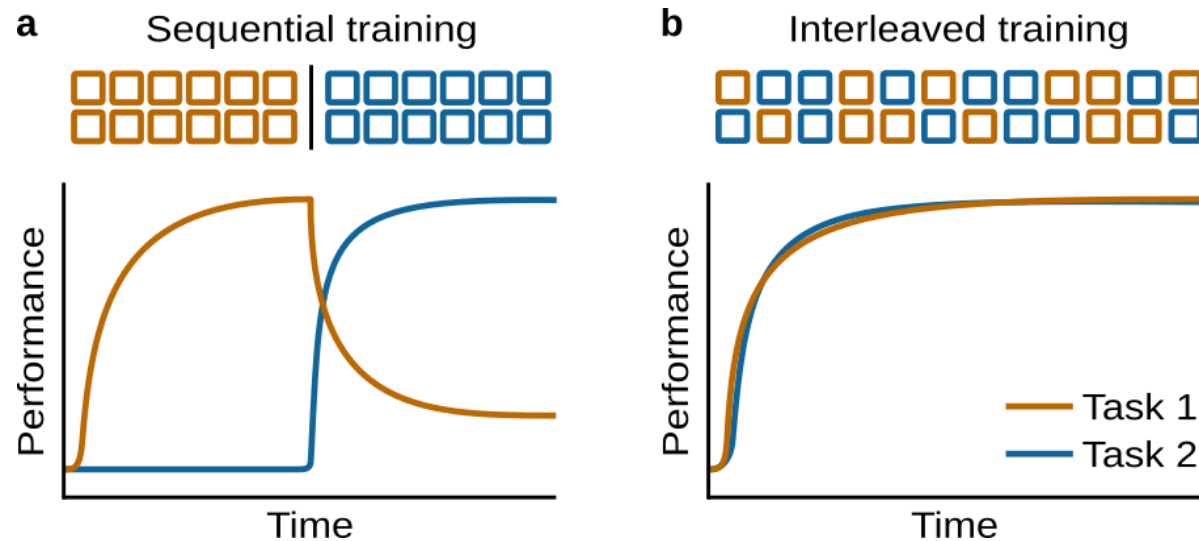 a Sequential training
Performance
Time
b Interleaved training
Performance
Task 1
Task 2
Time